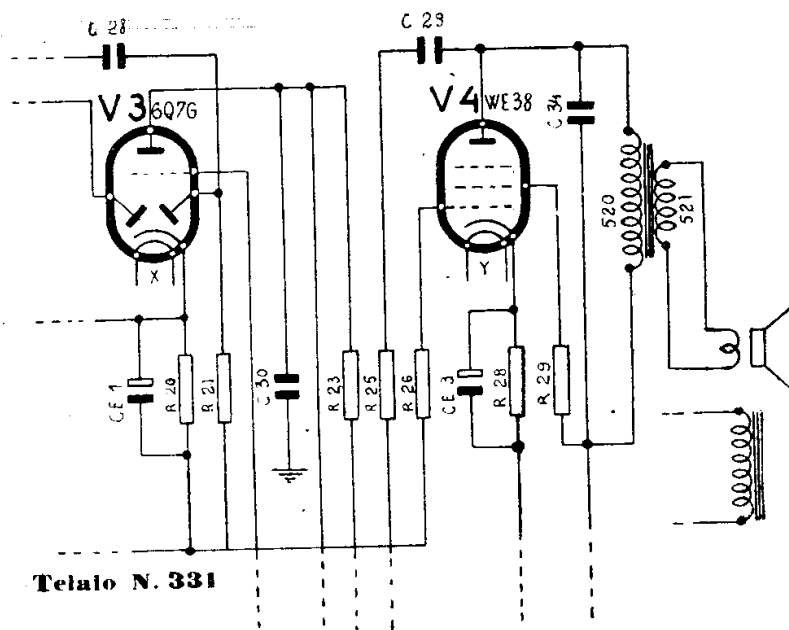 C 28
C 29
V3 6Q7G
V4 WE38
C 34
520
521
X
Y
CE 1
R 20
R 21
C 30
R 23
R 25
R 26
CE 3
R 28
R 29
Telaio N. 331